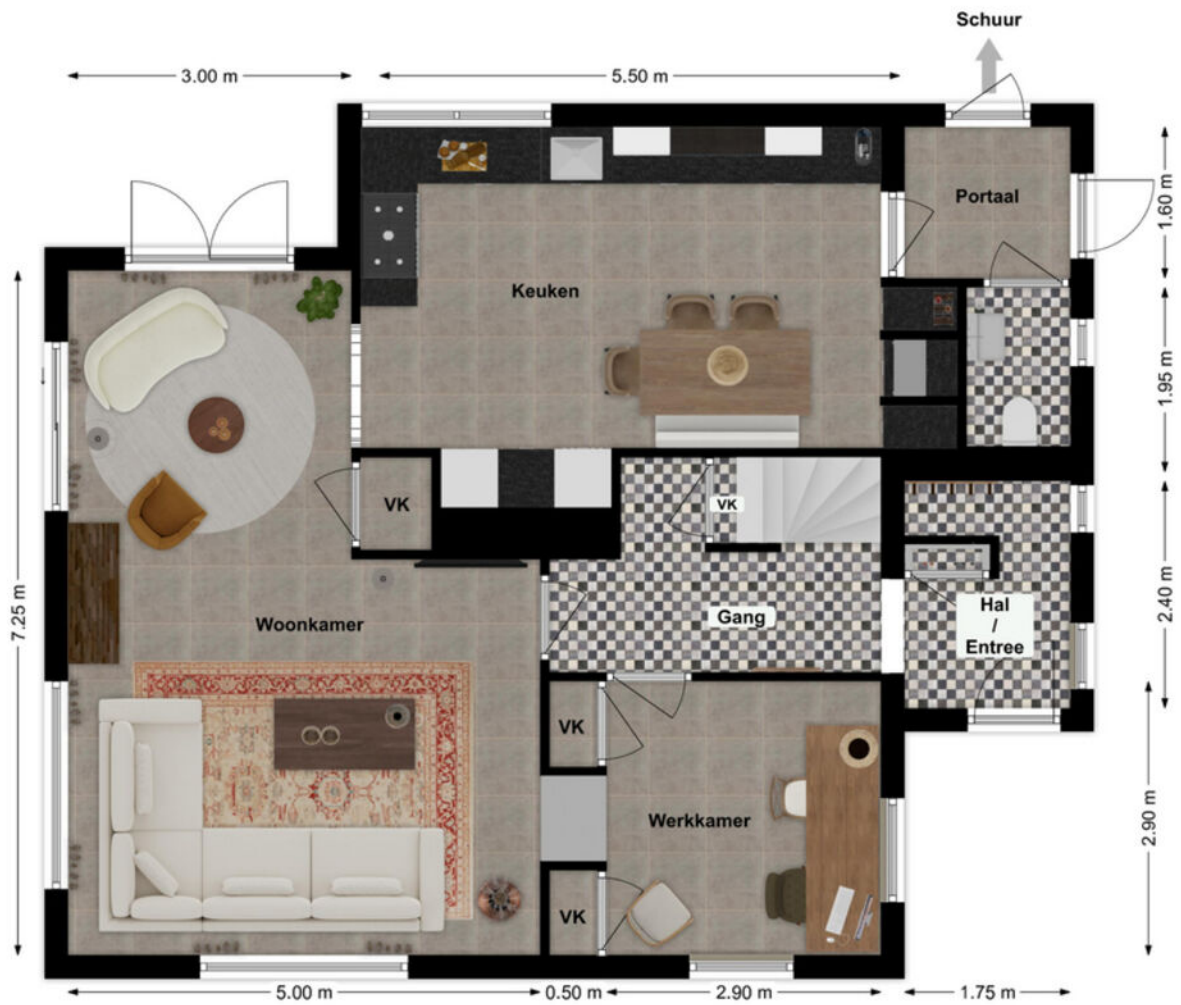 Schuur
3.00 m
5.50 m
Portaal
1.60 m
Keuken
1.95 m
VK
VK
7.25 m
Woonkamer
Gang
Hal
/
Entree
2.40 m
VK
Werkkamer
2.90 m
VK
5.00 m
0.50 m
2.90 m
1.75 m